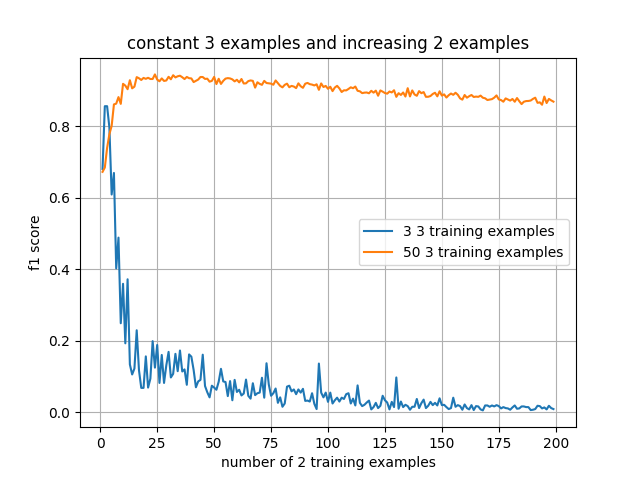 constant 3 examples and increasing 2 examples
f1 score
0.8
0.6
0.4
0.2
0.0
3 3 training examples
50 3 training examples
0 25 50 75 100 125 150 175 200
number of 2 training examples